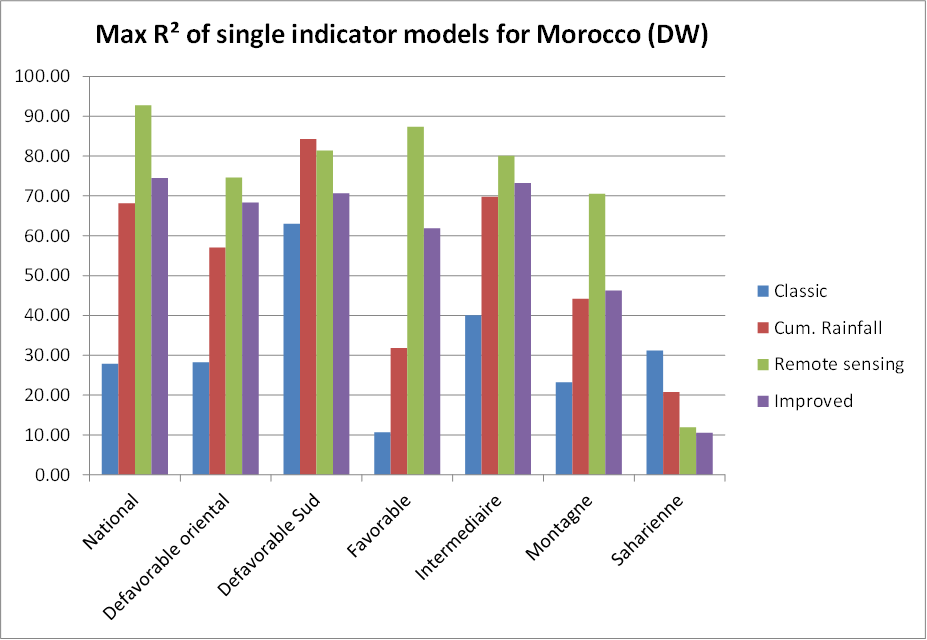 Max R² of single indicator models for Morocco (DW)
100.00
90.00
80.00
70.00
60.00
50.00
40.00
30.00
20.00
10.00
0.00
National
Defavorable oriental
Defavorable Sud
Favorable
Intermediaire
Montagne
Saharienne
Classic
Cum. Rainfall
Remote sensing
Improved